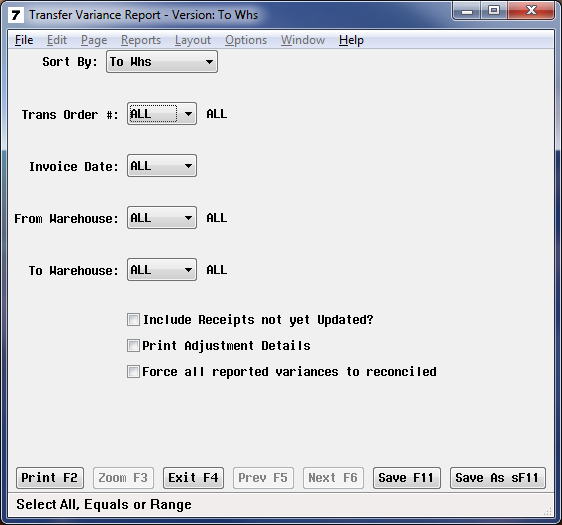 7 Transfer Variance Report - Version: To Whs
File Edit Page Reports Layout Options Window Help
Sort By: To Whs
Trans Order #: ALL ALL
Invoice Date: ALL
From Warehouse: ALL ALL
To Warehouse: ALL ALL
Include Receipts not yet Updated?
Print Adjustment Details
Force all reported variances to reconciled
Print F2 Zoom F3 Exit F4 Prev F5 Next F6 Save F11 Save As sF11
Select All, Equals or Range